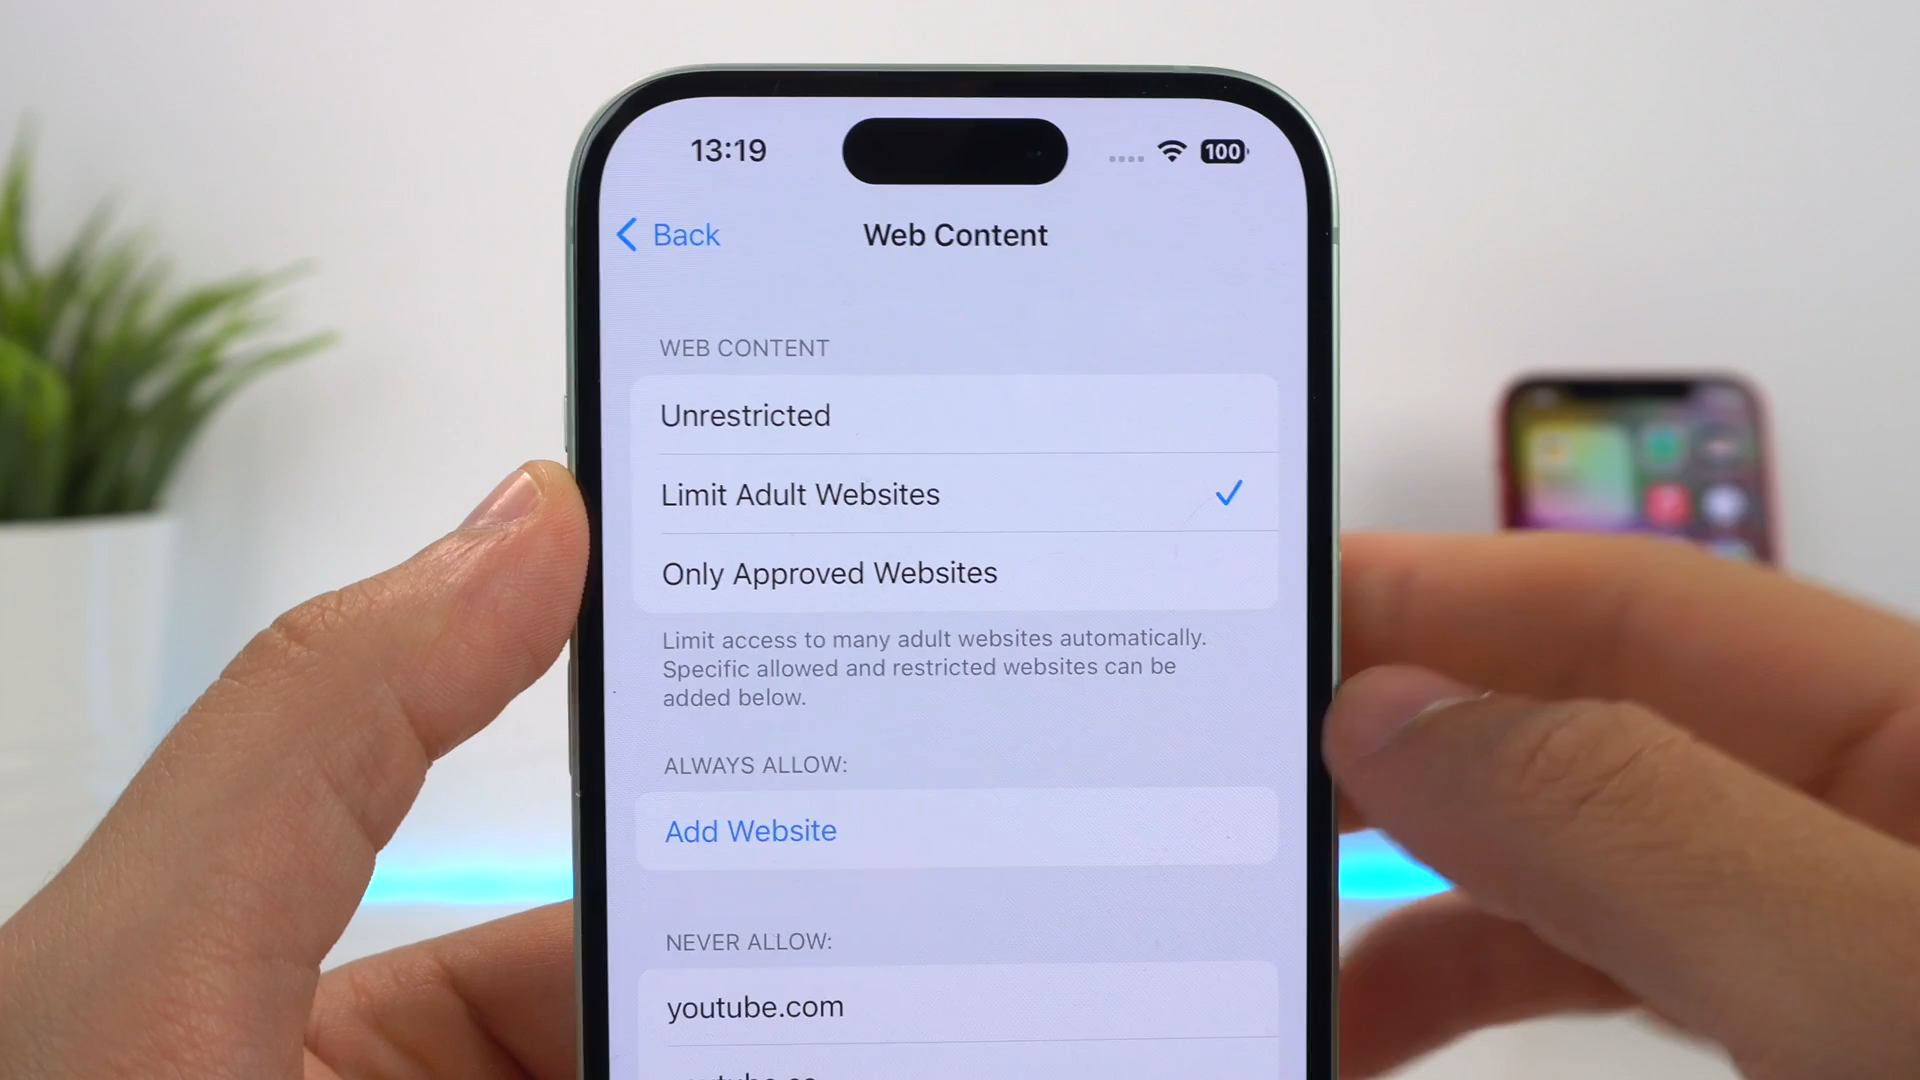 13:19
100
Back
Web Content
WEB CONTENT
Unrestricted
Limit Adult Websites
Only Approved Websites
Limit access to many adult websites automatically.
Specific allowed and restricted websites can be
added below.
ALWAYS ALLOW:
Add Website
NEVER ALLOW:
youtube.com